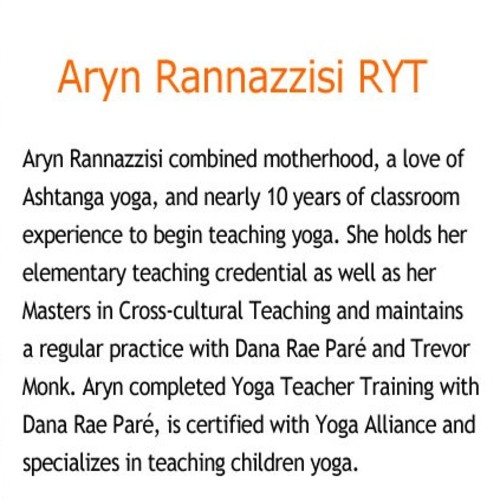 Aryn Rannazzisi RYT
Aryn Rannazzisi combined motherhood, a love of
Ashtanga yoga, and nearly 10 years of classroom
experience to begin teaching yoga. She holds her
elementary teaching credential as well as her
Masters in Cross-cultural Teaching and maintains
a regular practice with Dana Rae Paré and Trevor
Monk. Aryn completed Yoga Teacher Training with
Dana Rae Paré, is certified with Yoga Alliance and
specializes in teaching children yoga.